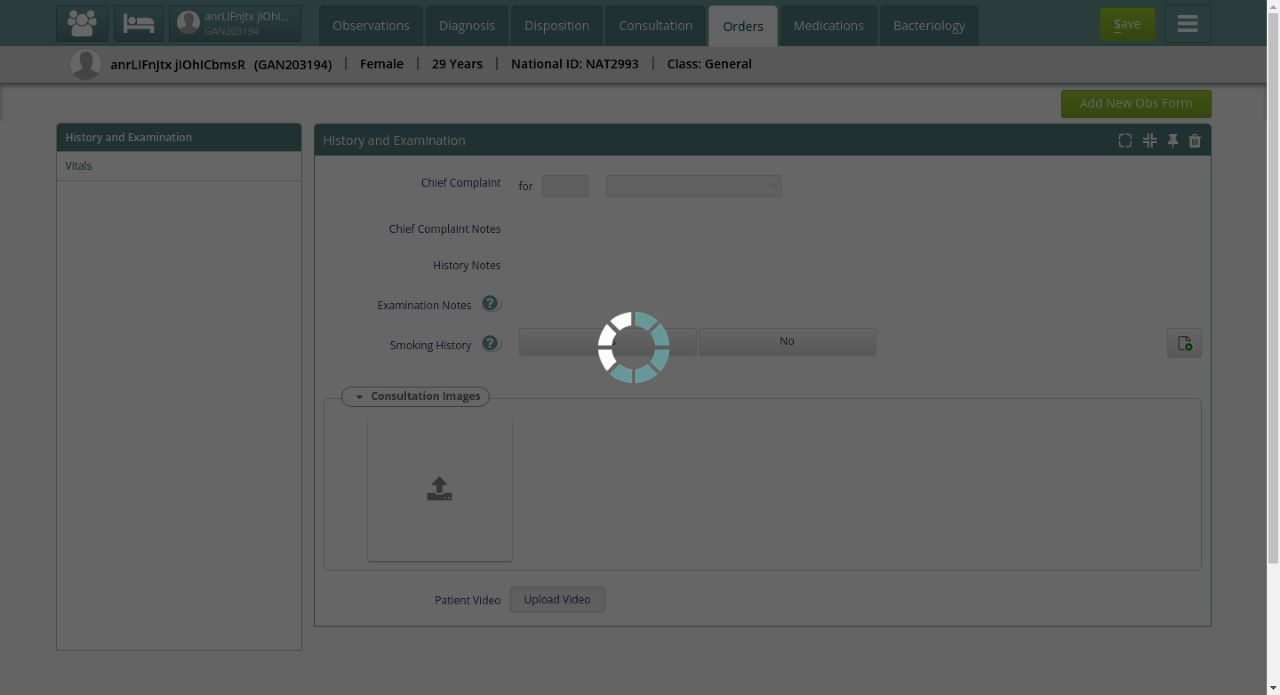 anrLIFnJtx jIOhI...
GAN203194
Observations
Diagnosis
Disposition
Consultation
Orders
Medications
Bacteriology
Save
anrLIFnJtx jIOhICbmsR (GAN203194) | Female | 29 Years | National ID: NAT2993 | Class: General
Add New Obs Form
History and Examination
Vitals
History and Examination
Chief Complaint
for
Chief Complaint Notes
History Notes
Examination Notes
Smoking History
No
Consultation Images
Patient Video
Upload Video